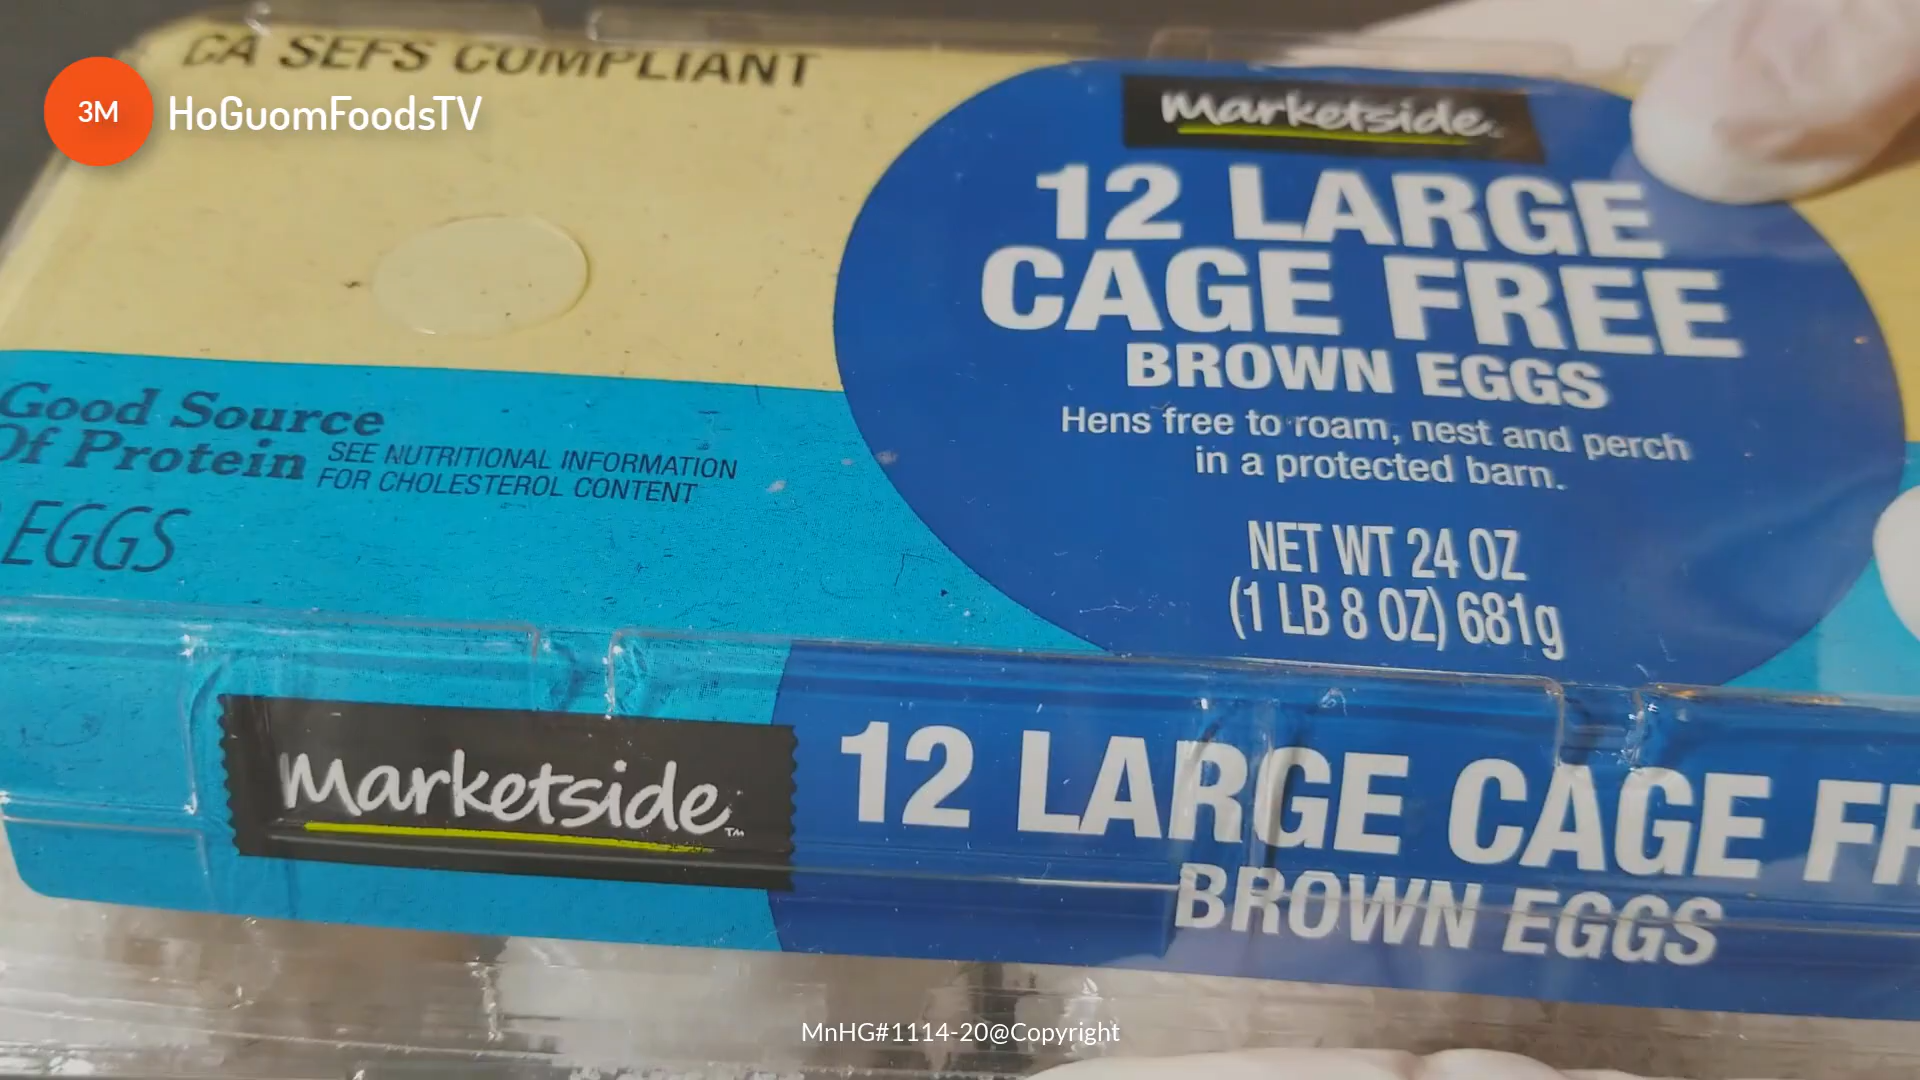 CA SEFS COMPLIANT
3M HoGuomFoodsTV
marketside
12 LARGE
CAGE FREE
BROWN EGGS
Hens free to roam, nest and perch
in a protected barn.
NET WT 24 OZ
(1 LB 8 OZ) 681g
Good Source
Of Protein
SEE NUTRITIONAL INFORMATION
FOR CHOLESTEROL CONTENT
EGGS
marketside™
12 LARGE CAGE FR
BROWN EGGS
MnHG#1114-20@Copyright